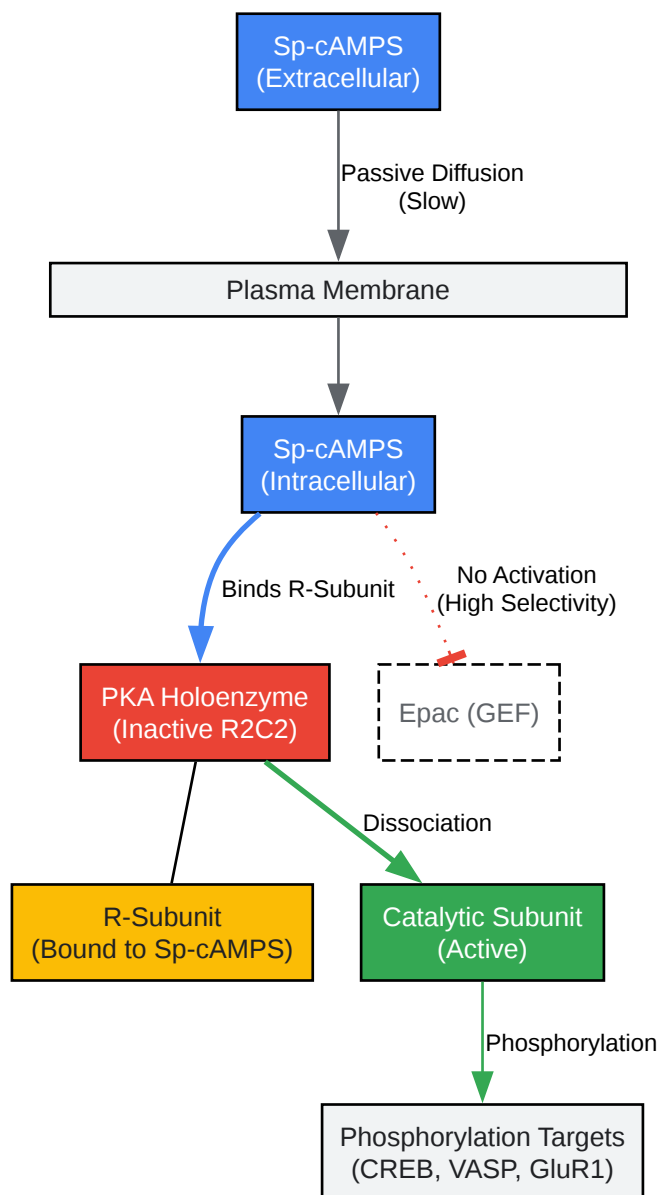 Sp-cAMPS
(Extracellular)
Passive Diffusion
(Slow)
Plasma Membrane
Sp-cAMPS
(Intracellular)
Binds R-Subunit
No Activation
(High Selectivity)
PKA Holoenzyme
(Inactive R2C2)
Epac (GEF)
Dissociation
R-Subunit
(Bound to Sp-cAMPS)
Catalytic Subunit
(Active)
Phosphorylation
Phosphorylation Targets
(CREB, VASP, GluR1)